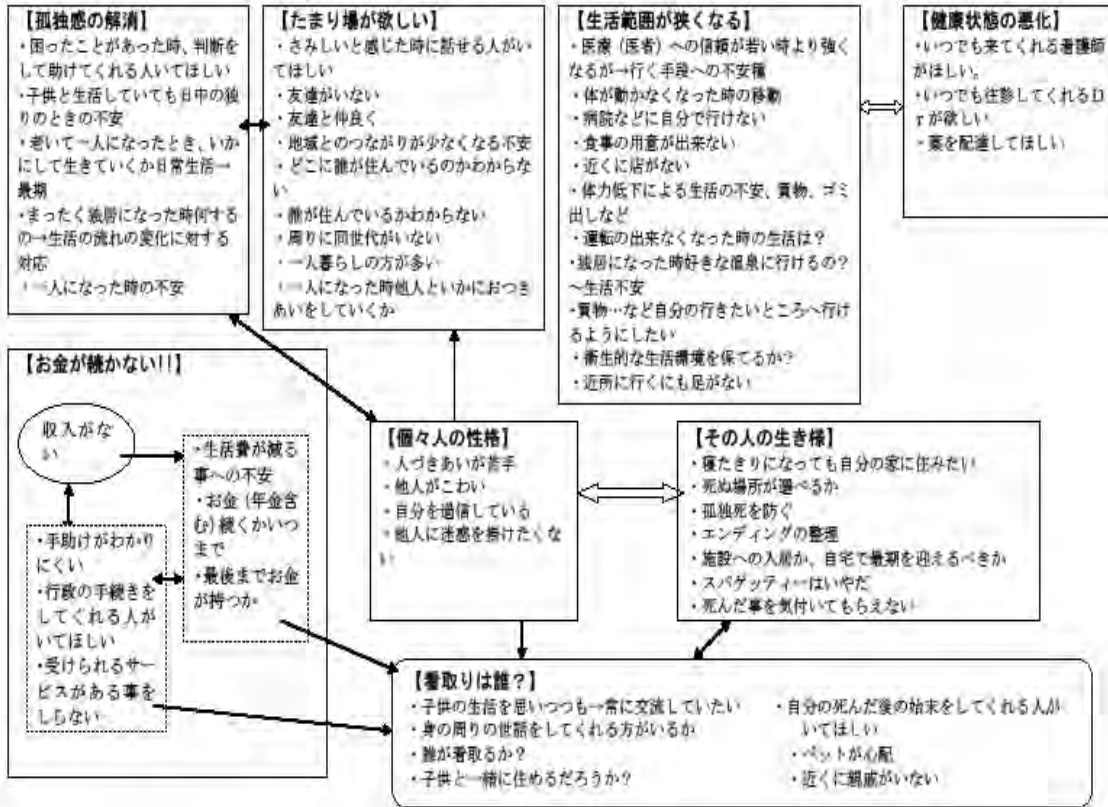 【孤独感の解消】
・困ったことがあった時、判断を
して助けてくれる人いてほしい
・子供と生活していても日中の独
りのときの不安
・老いて一人になったとき、いか
にして生きていくか日常生活→
最期
・まったく独居になった時何する
の→生活の流れの変化に対する
対応
・一人になった時の不安
【たまり場が欲しい】
・さみしいと感じた時に話せる人がい
てほしい
・友達がいない
・友達と仲良く
・地域とのつながりが少なくなる不安
・どこに誰が住んでいるのかわからな
い
・誰が住んでいるかわからない
・周りに同世代がいない
・一人暮らしの方が多い
・一人になった時他人といかにおつき
あいをしていくか
【生活範囲が狭くなる】
・医療（医者）への信頼が若い時より強く
なるが→行く手段への不安種
・体が動かなくなった時の移動
・病院などに自分で行けない
・食事の用意が出来ない
・近くに店がない
・体力低下による生活の不安、買物、ゴミ
出しなど
・運転の出来なくなった時の生活は？
・独居になった時好きな温泉に行けるの？
～生活不安
・買物…など自分の行きたいところへ行け
るようにしたい
・衛生的な生活環境を保てるか？
・近所に行くにも足がない
【健康状態の悪化】
・いつでも来てくれる看護師
がほしい。
・いつでも往診してくれるD
rが欲しい
・薬を配達してほしい
【お金が続かない!!】
収入がな
い
・生活費が減る
事への不安
・お金（年金含
む）続くかいつ
まで
・最後までお金
が持つか
・手助けがわかり
にくい
・行政の手続きを
してくれる人が
いてほしい
・受けられるサー
ビスがある事を
しらない
【個々人の性格】
・人づきあいが苦手
・他人がこわい
・自分を過信している
・他人に迷惑を掛けたくな
い
【その人の生き様】
・寝たきりになっても自分の家に住みたい
・死ぬ場所が選べるか
・孤独死を防ぐ
・エンディングの整理
・施設への入居か、自宅で最期を迎えるべきか
・スパゲッティーはいやだ
・死んだ事を気付いてもらえない
【看取りは誰？】
・子供の生活を思いつつも→常に交流していたい
・身の周りの世話をしてくれる方がいるか
・誰が看取るか？
・子供と一緒に住めるだろうか？
・自分の死んだ後の始末をしてくれる人が
いてほしい
・ペットが心配
・近くに親戚がいない